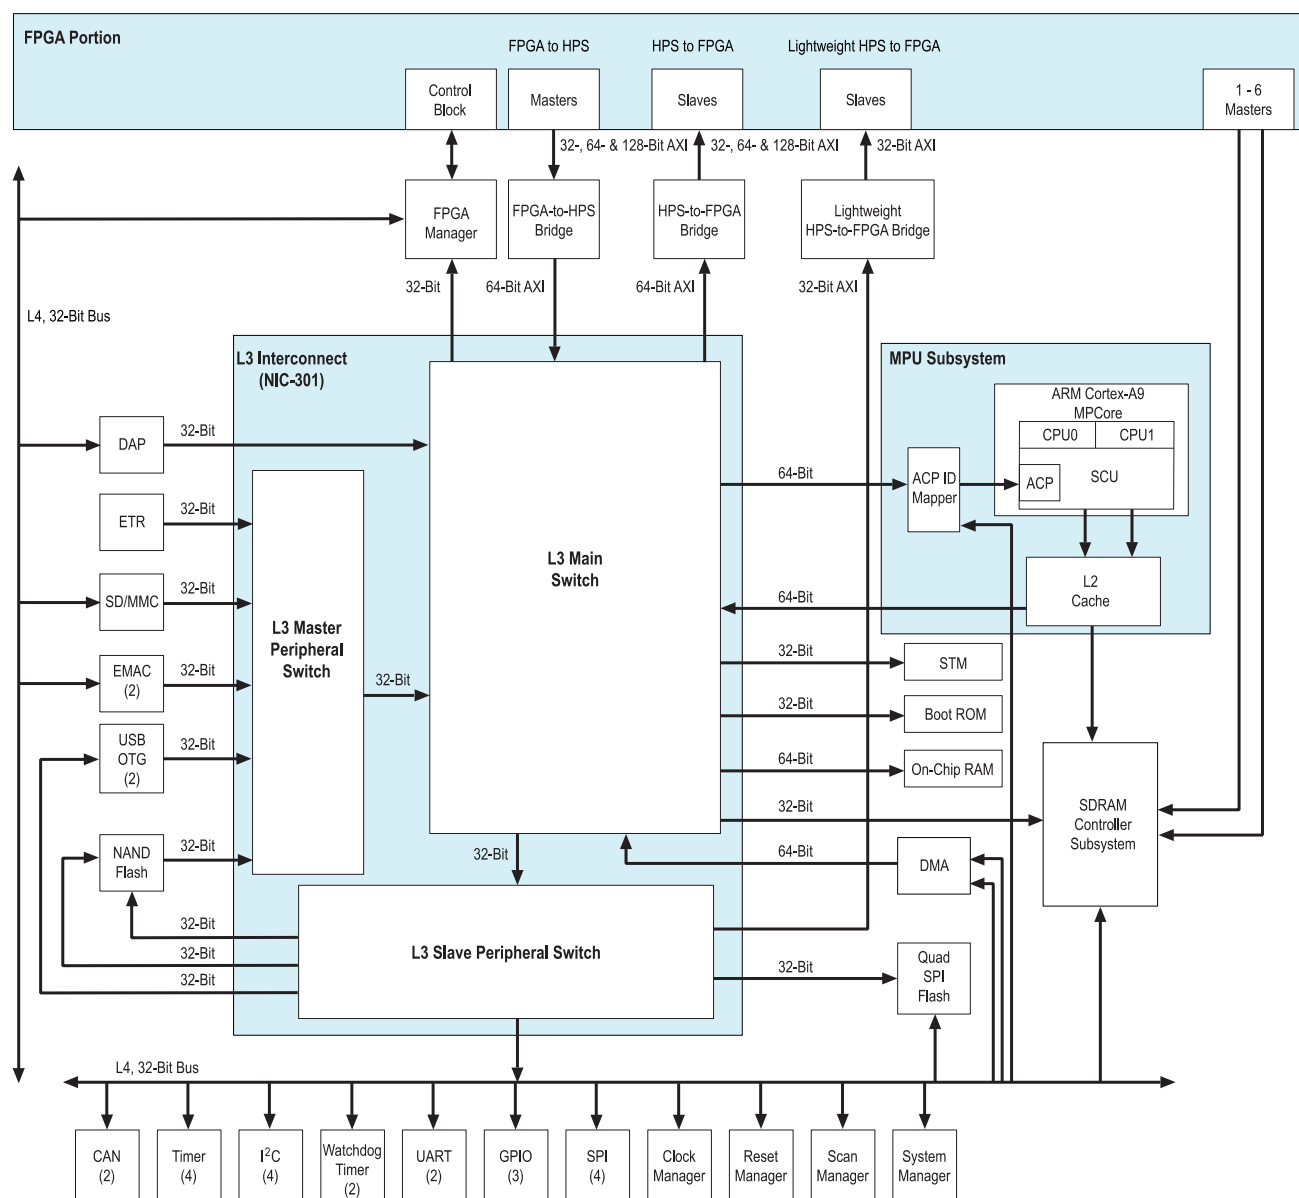 FPGA Portion
FPGA to HPS
HPS to FPGA
Lightweight HPS to FPGA
Control
Block
Masters
Slaves
Slaves
1 - 6
Masters
32-, 64- & 128-Bit AXI
32-, 64- & 128-Bit AXI
32-Bit AXI
FPGA
Manager
FPGA-to-HPS
Bridge
HPS-to-FPGA
Bridge
Lightweight
HPS-to-FPGA Bridge
32-Bit
64-Bit AXI
64-Bit AXI
32-Bit AXI
L4, 32-Bit Bus
L3 Interconnect
(NIC-301)
MPU Subsystem
ARM Cortex-A9
MPCore
CPU0
CPU1
ACP
SCU
ACP ID
Mapper
L2
Cache
DAP
32-Bit
ETR
32-Bit
SD/MMC
32-Bit
EMAC
(2)
32-Bit
USB
OTG
(2)
32-Bit
NAND
Flash
32-Bit
L3 Master
Peripheral
Switch
32-Bit
L3 Main
Switch
64-Bit
64-Bit
32-Bit
STM
32-Bit
Boot ROM
64-Bit
On-Chip RAM
32-Bit
SDRAM
Controller
Subsystem
64-Bit
DMA
32-Bit
32-Bit
32-Bit
32-Bit
L3 Slave Peripheral Switch
32-Bit
Quad
SPI
Flash
L4, 32-Bit Bus
CAN
(2)
Timer
(4)
I²C
(4)
Watchdog
Timer
(2)
UART
(2)
GPIO
(3)
SPI
(4)
Clock
Manager
Reset
Manager
Scan
Manager
System
Manager